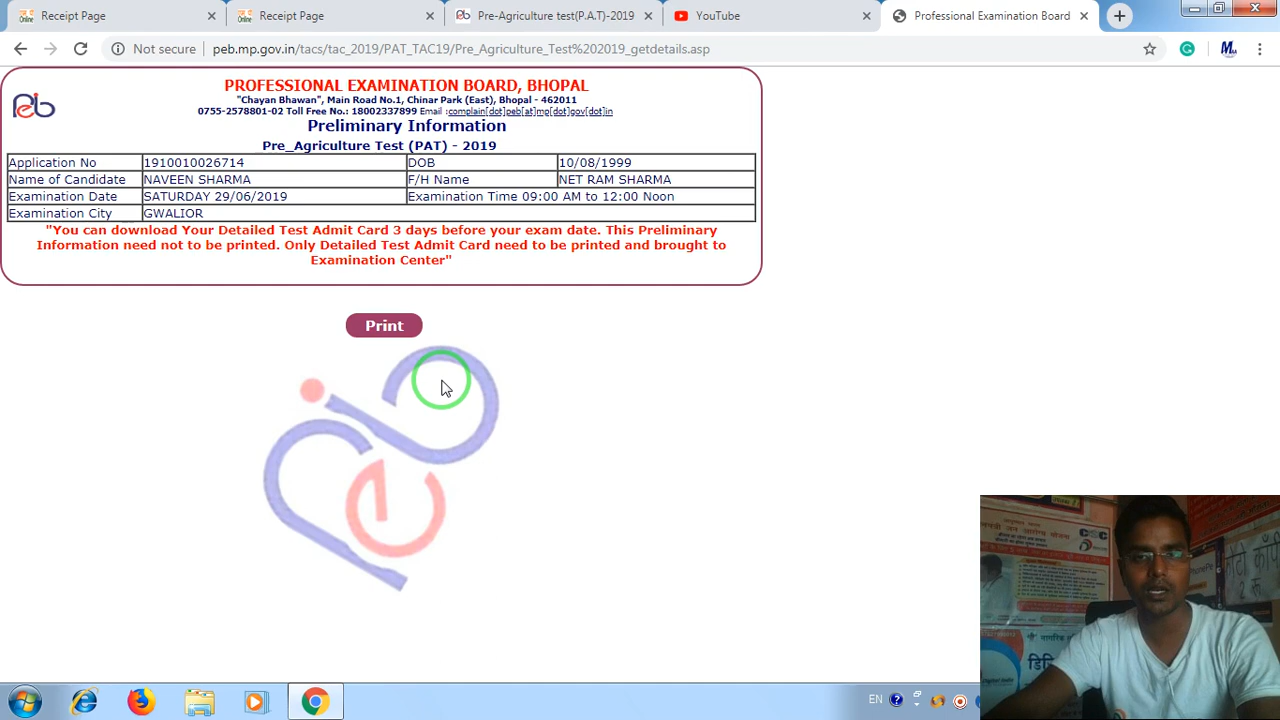 Receipt Page
Receipt Page
Pre-Agriculture test(P.A.T)-2019
YouTube
Professional Examination Board
Not secure
peb.mp.gov.in/tacs/tac_2019/PAT_TAC19/Pre_Agriculture_Test%202019_getdetails.asp
PROFESSIONAL EXAMINATION BOARD, BHOPAL
"Chayan Bhawan", Main Road No.1, Chinar Park (East), Bhopal - 462011
0755-2578801-02 Toll Free No.: 18002337899 Email :complain[dot]peb[at]mp[dot]gov[dot]in
Preliminary Information
Pre_Agriculture Test (PAT) - 2019
Application No 1910010026714 DOB 10/08/1999
Name of Candidate NAVEEN SHARMA F/H Name NET RAM SHARMA
Examination Date SATURDAY 29/06/2019 Examination Time 09:00 AM to 12:00 Noon
Examination City GWALIOR
"You can download Your Detailed Test Admit Card 3 days before your exam date. This Preliminary
Information need not to be printed. Only Detailed Test Admit Card need to be printed and brought to
Examination Center"
Print
EN
CSC
PhonePe
फोटो कॉपी
2 रू